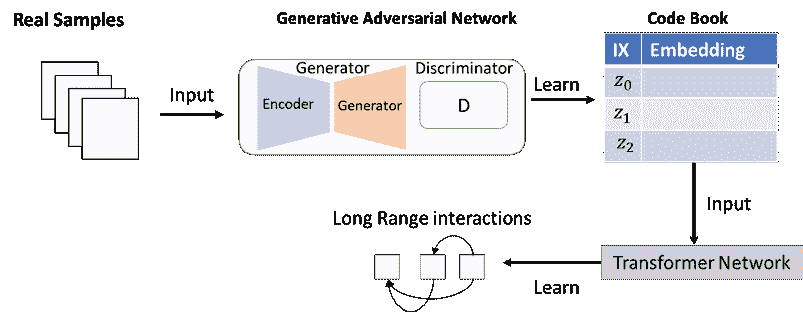 Real Samples
Generative Adversarial Network
Code Book
Input
Generator
Discriminator
Encoder
Generator
D
Learn
IX Embedding
z₀
z₁
z₂
Input
Long Range interactions
Transformer Network
Learn